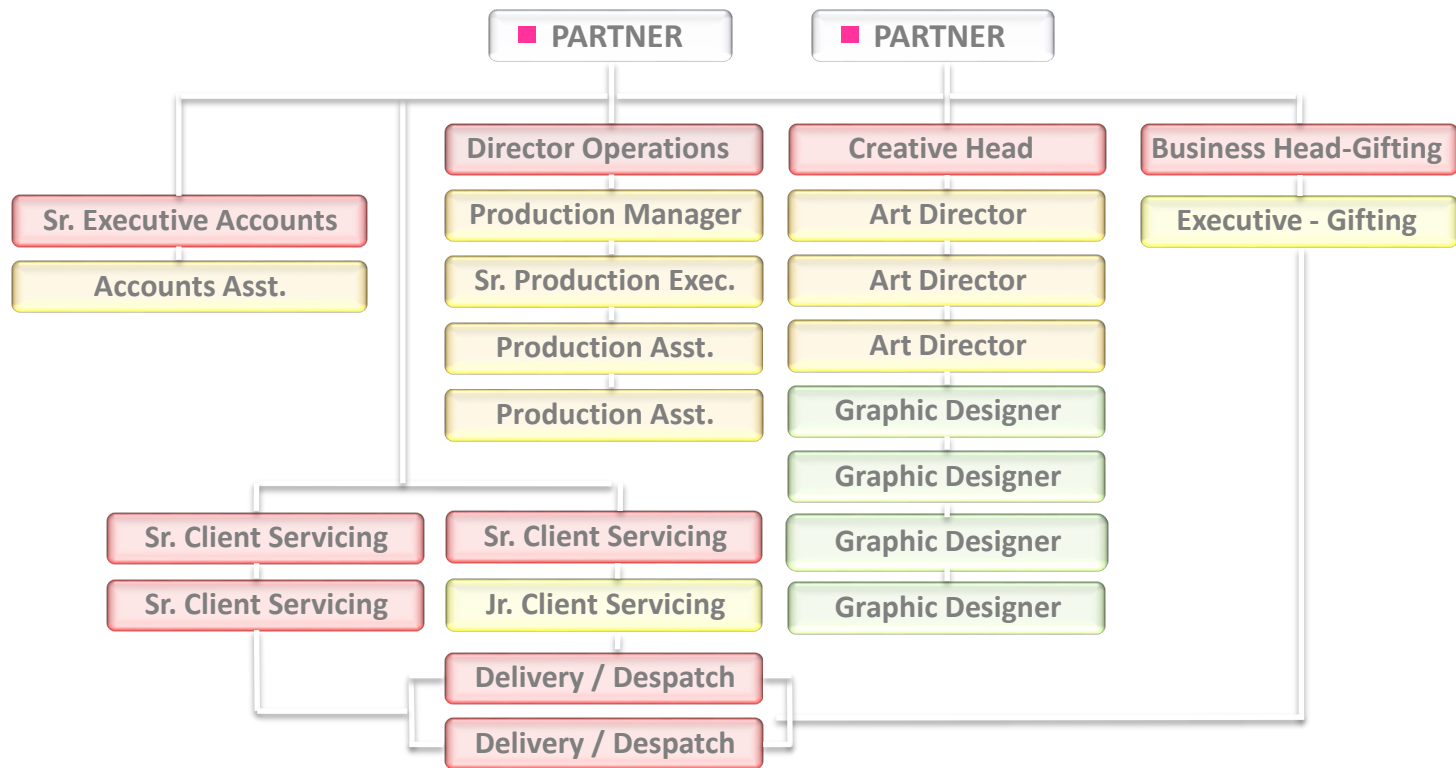 PARTNER
PARTNER
Director Operations
Creative Head
Business Head-Gifting
Sr. Executive Accounts
Production Manager
Art Director
Executive - Gifting
Accounts Asst.
Sr. Production Exec.
Art Director
Production Asst.
Art Director
Production Asst.
Graphic Designer
Graphic Designer
Sr. Client Servicing
Sr. Client Servicing
Graphic Designer
Sr. Client Servicing
Jr. Client Servicing
Graphic Designer
Delivery / Despatch
Delivery / Despatch